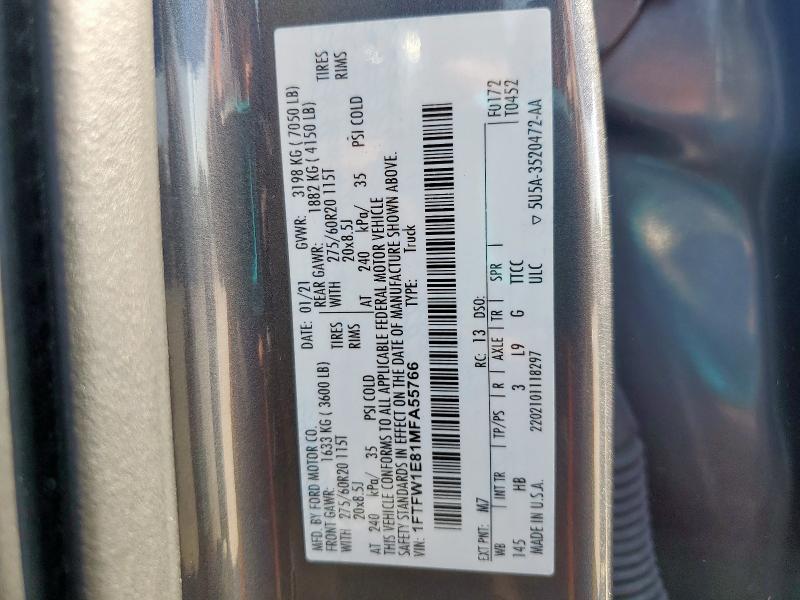 MFD. BY FORD MOTOR CO.
DATE: 01/21 GVWR: 3198 KG ( 7050 LB)
FRONT GAWR: 1633 KG ( 3600 LB) REAR GAWR: 1882 KG ( 4150 LB)
WITH 275/60R20 115T TIRES WITH 275/60R20 115T TIRES
20x8.5J RIMS 20x8.5J RIMS
AT 240 kPa/ 35 PSI COLD AT 240 kPa/ 35 PSI COLD
THIS VEHICLE CONFORMS TO ALL APPLICABLE FEDERAL MOTOR VEHICLE
SAFETY STANDARDS IN EFFECT ON THE DATE OF MANUFACTURE SHOWN ABOVE.
VIN: 1FTFW1E81MFA55766 TYPE: Truck
F0172
EXT PNT: M7 RC: 13 DSO: T0452
WB INT TR TP/PS R AXLE TR SPR
145 HB 3 L9 G TTCC
MADE IN U.S.A. 2202101118297 ULC ▽ 5U5A-3520472-AA